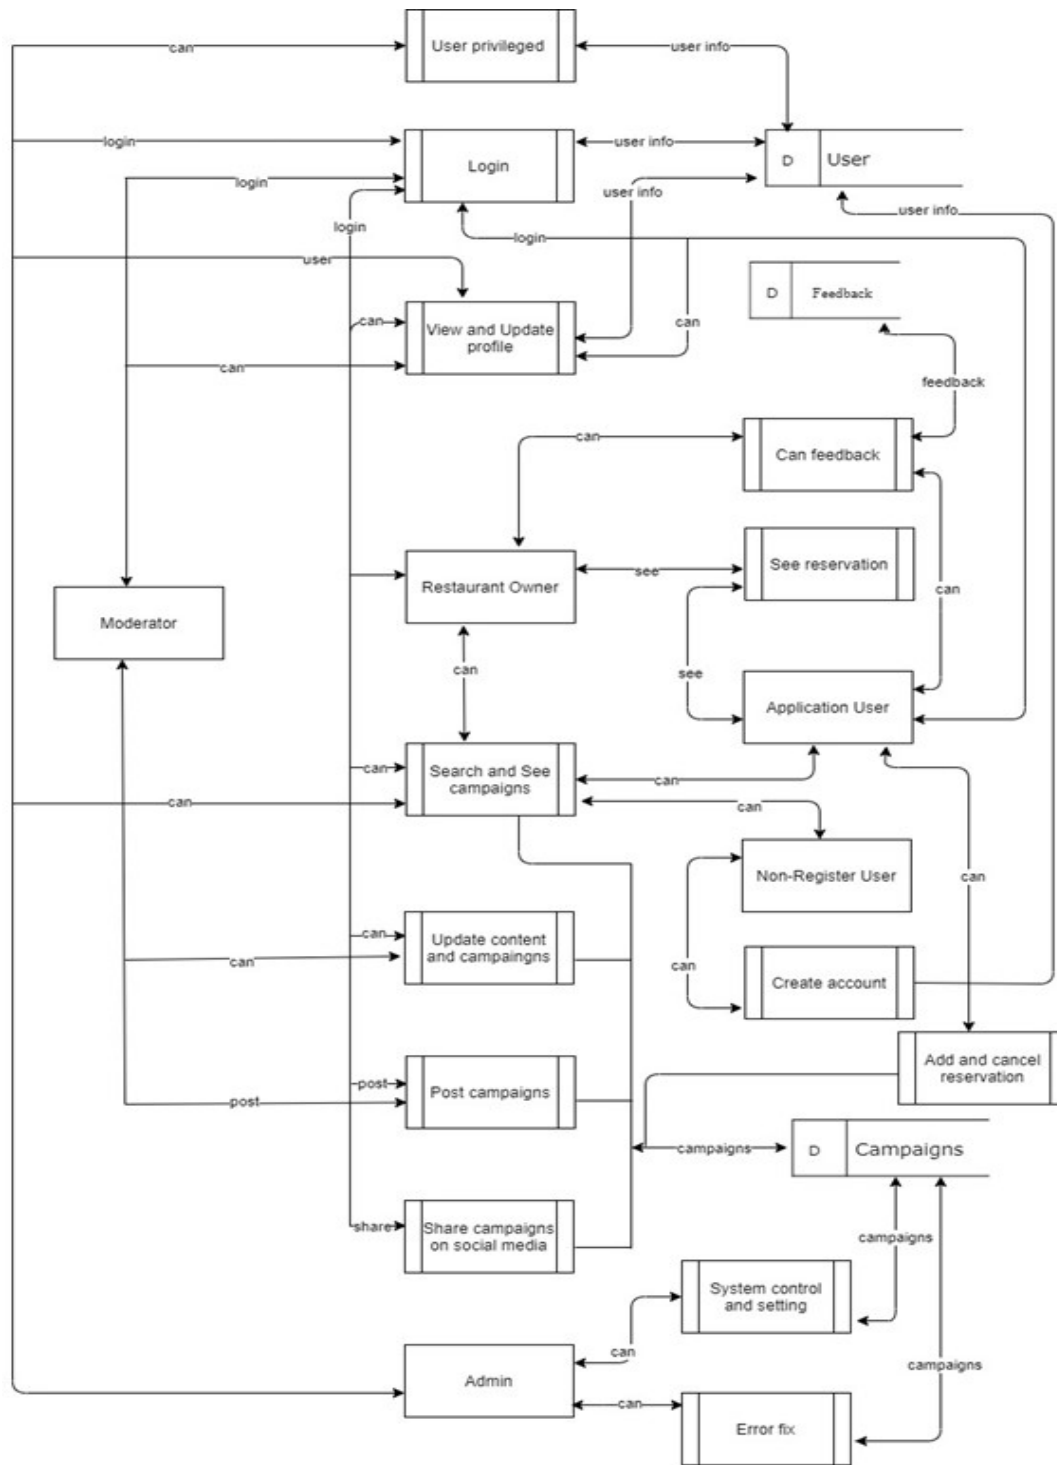 User privileged
can
user info
login
Login
user info
D
User
login
user info
login
user info
login
user
D
Feedback
can
View and Update
profile
can
can
feedback
can
Can feedback
see
See reservation
Restaurant Owner
can
Moderator
can
see
Application User
can
Search and See
campaigns
can
can
can
Non-Register User
can
can
Update content
and campaingns
can
can
Create account
Add and cancel
reservation
post
Post campaigns
post
campaigns
D
Campaigns
share
Share campaigns
on social media
campaigns
System control
and setting
can
campaigns
Admin
can
Error fix